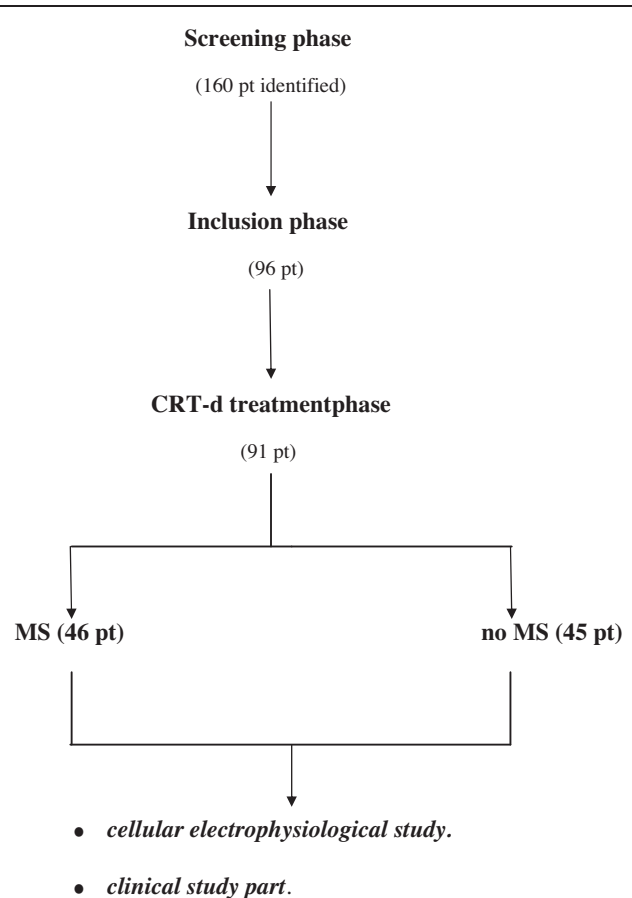 Screening phase
(160 pt identified)
Inclusion phase
(96 pt)
CRT-d treatmentphase
(91 pt)
MS (46 pt)
no MS (45 pt)
• cellular electrophysiological study.
• clinical study part.